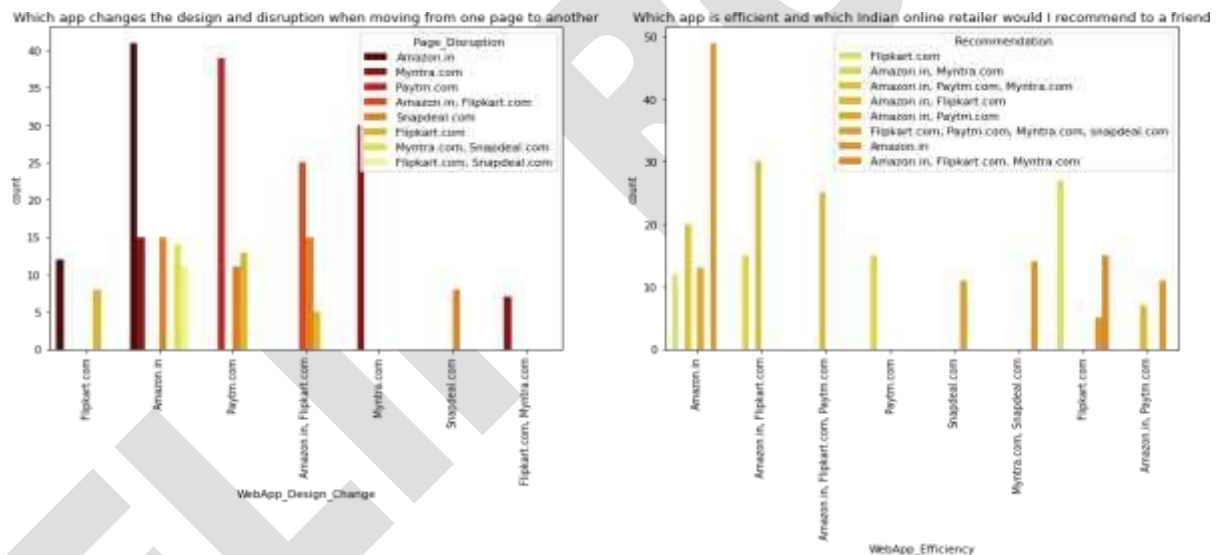 Which app changes the design and disruption when moving from one page to another
Page_Disruption
Amazon.in
Myntra.com
Paytm.com
Amazon.in, Flipkart.com
Snapdeal.com
Flipkart.com
Myntra.com, Snapdeal.com
Flipkart.com, Snapdeal.com
40
35
30
25
20
15
10
5
0
count
Flipkart.com
Amazon.in
Paytm.com
Amazon.in, Flipkart.com
Myntra.com
Snapdeal.com
Flipkart.com, Myntra.com
WebApp_Design_Change
Which app is efficient and which Indian online retailer would I recommend to a friend
Recommendation
Flipkart.com
Amazon.in, Myntra.com
Amazon.in, Paytm.com, Myntra.com
Amazon.in, Flipkart.com
Amazon.in, Paytm.com
Flipkart.com, Paytm.com, Myntra.com, snapdeal.com
Amazon.in
Amazon.in, Flipkart.com, Myntra.com
50
40
30
20
10
0
count
Amazon.in
Amazon.in, Flipkart.com
Amazon.in, Flipkart.com, Paytm.com
Paytm.com
Snapdeal.com
Myntra.com, Snapdeal.com
Flipkart.com
Amazon.in, Paytm.com
WebApp_Efficiency